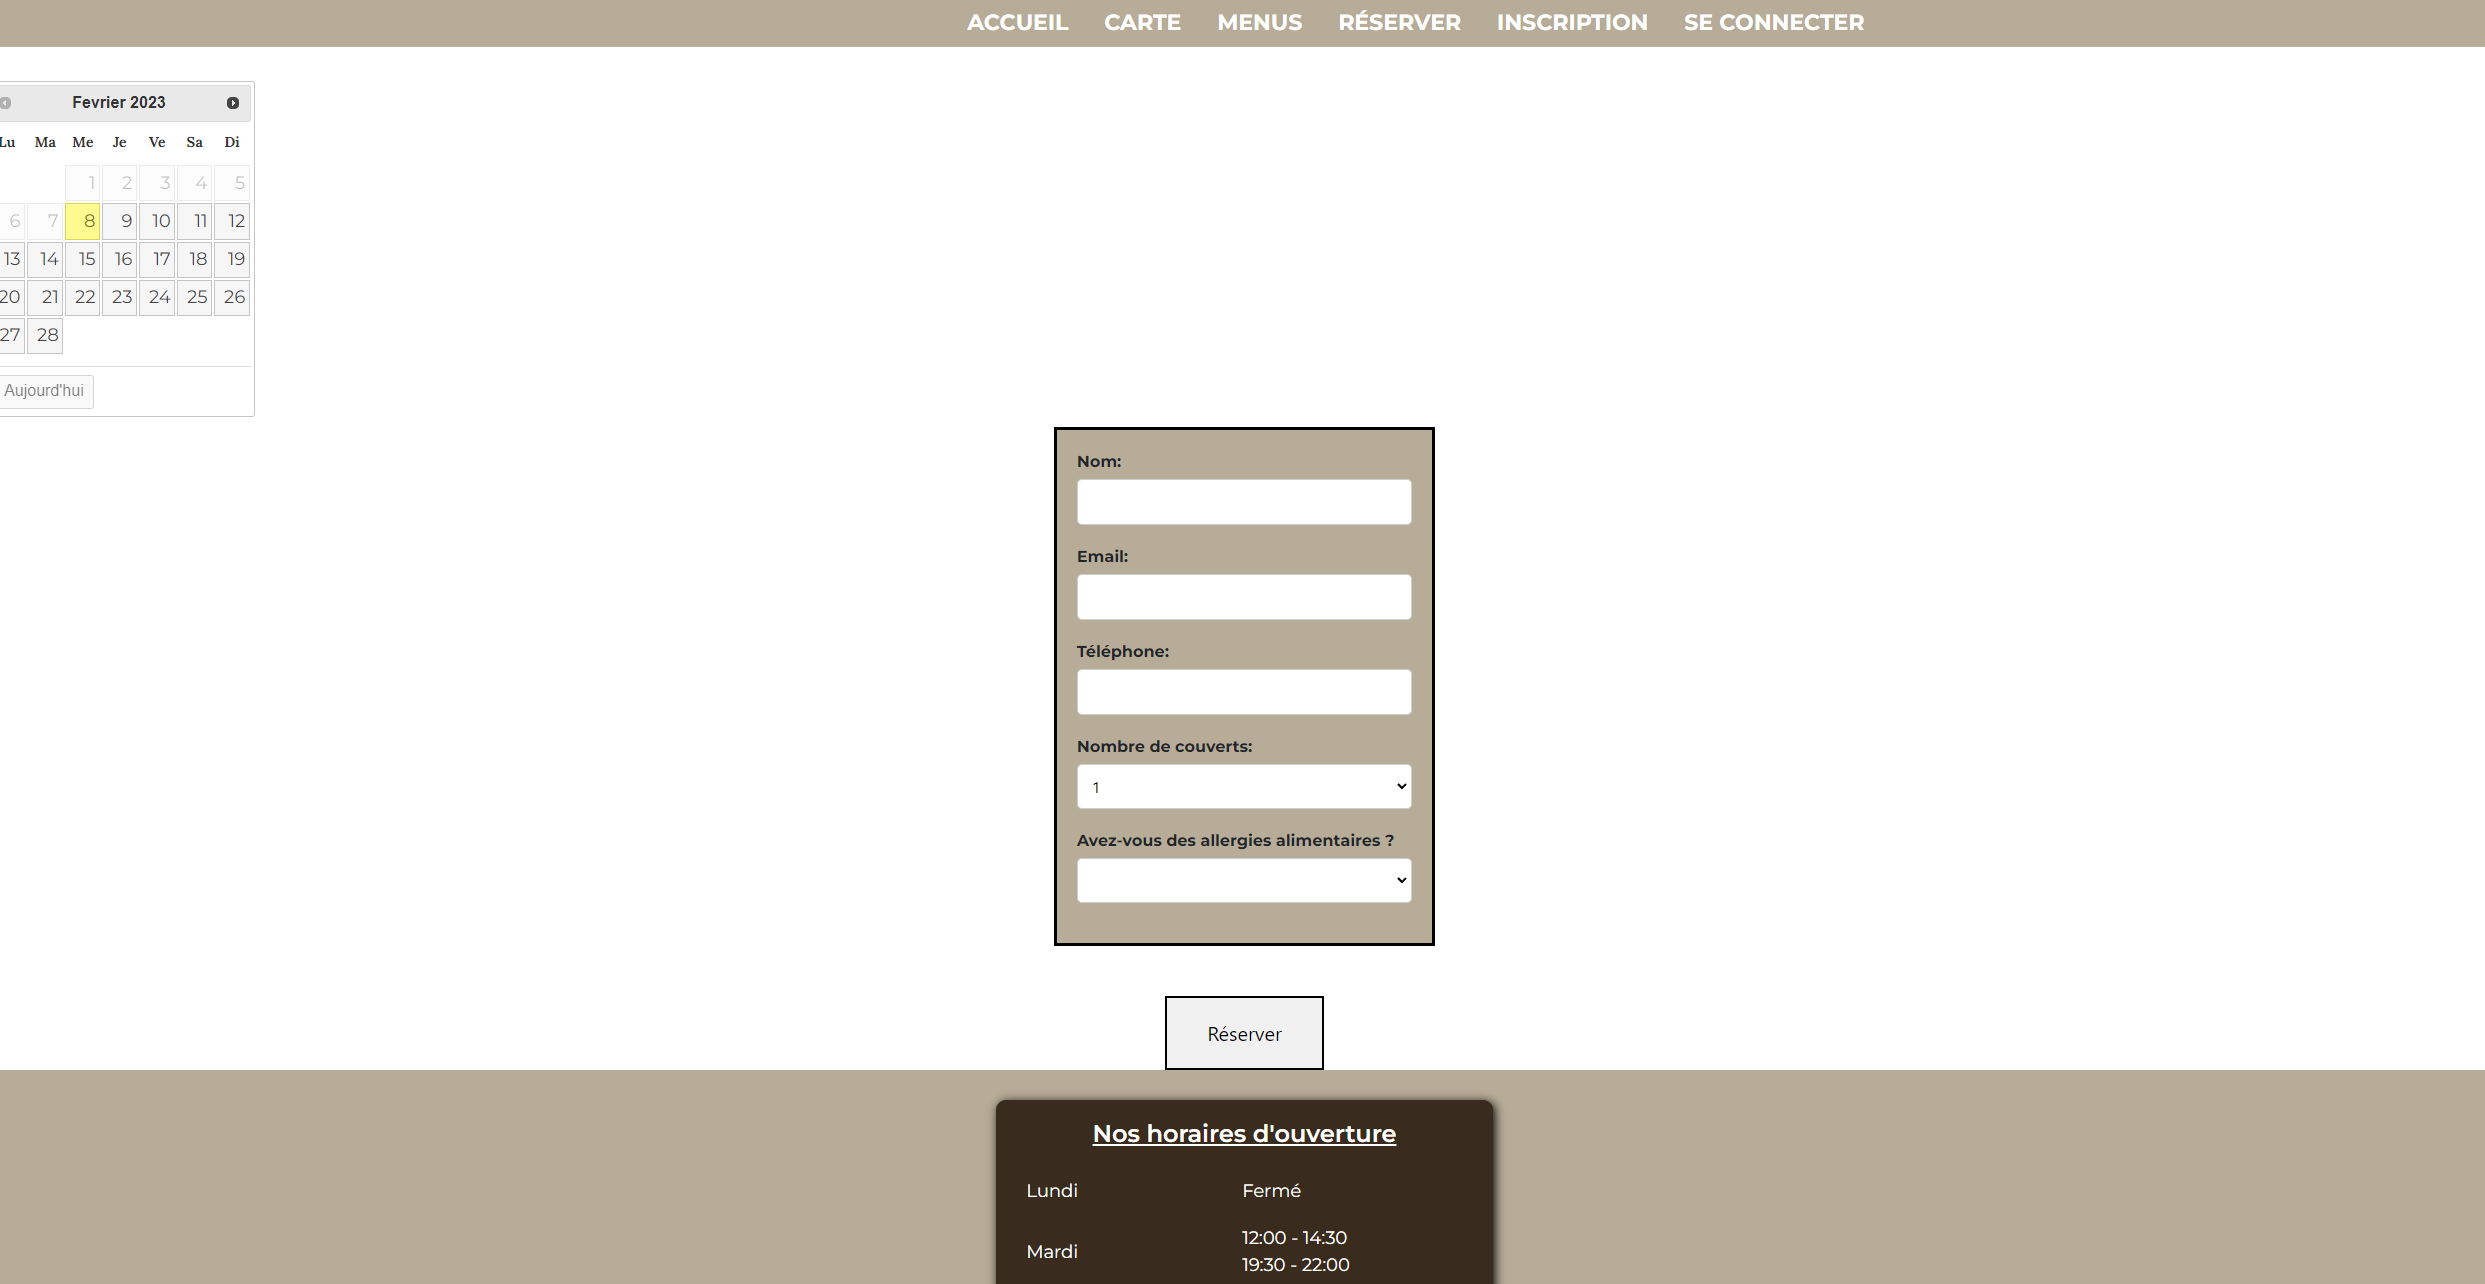 ACCUEIL CARTE MENUS RÉSERVER INSCRIPTION SE CONNECTER
Fevrier 2023
Lu Ma Me Je Ve Sa Di
1 2 3 4 5
6 7 8 9 10 11 12
13 14 15 16 17 18 19
20 21 22 23 24 25 26
27 28
Aujourd'hui
Nom:
Email:
Téléphone:
Nombre de couverts:
1
Avez-vous des allergies alimentaires ?
Réserver
Nos horaires d'ouverture
Lundi Fermé
Mardi 12:00 - 14:30
19:30 - 22:00